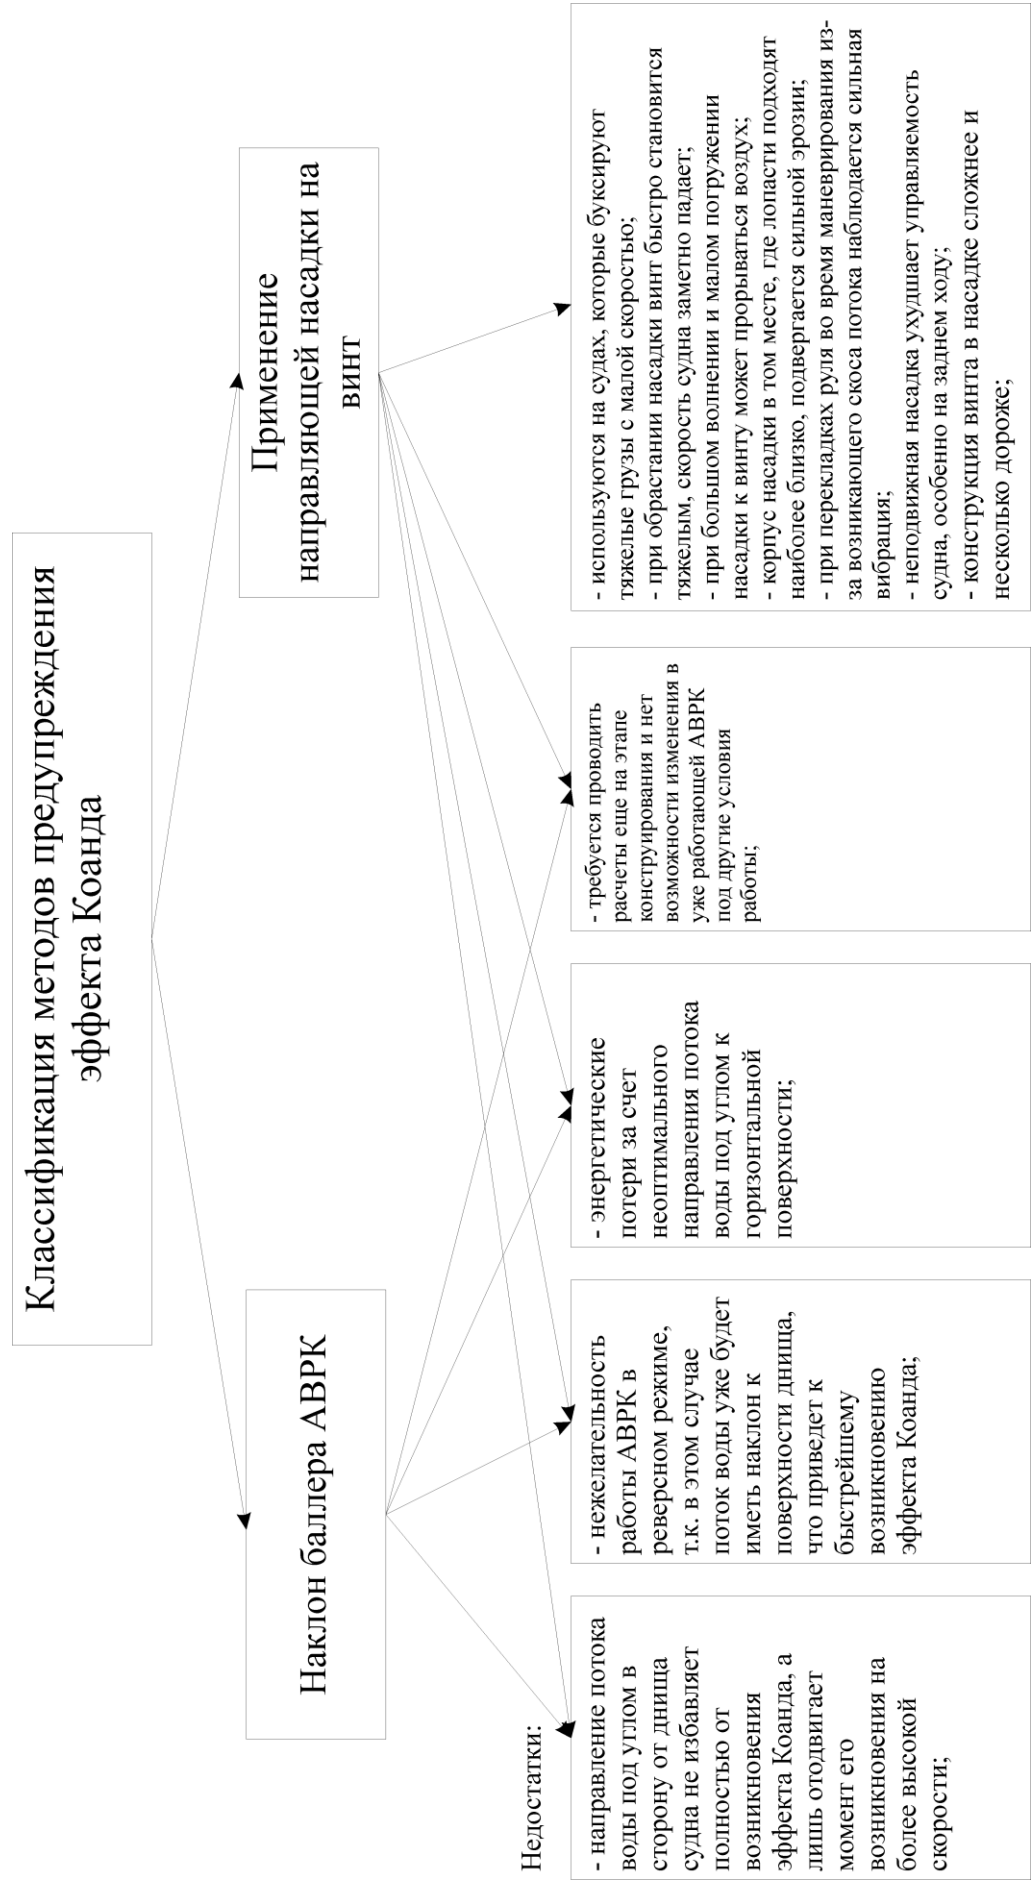 Классификация методов предупреждения
эффекта Коанда
Наклон баллера АВРК
Применение
направляющей насадки на
винт
Недостатки:
- направление потока
воды под углом в
сторону от днища
судна не избавляет
полностью от
возникновения
эффекта Коанда, а
лишь отодвигает
момент его
возникновения на
более высокой
скорости;
- нежелательность
работы АВРК в
реверсном режиме,
т.к. в этом случае
поток воды уже будет
иметь наклон к
поверхности днища,
что приведет к
быстрейшему
возникновению
эффекта Коанда;
- энергетические
потери за счет
неоптимального
направления потока
воды под углом к
горизонтальной
поверхности;
- требуется проводить
расчеты еще на этапе
конструирования и нет
возможности изменения в
уже работающей АВРК
под другие условия
работы;
- используются на судах, которые буксируют
тяжелые грузы с малой скоростью;
- при обрастании насадки винт быстро становится
тяжелым, скорость судна заметно падает;
- при большом волнении и малом погружении
насадки к винту может прорываться воздух;
- корпус насадки в том месте, где лопасти подходят
наиболее близко, подвергается сильной эрозии;
- при перекладках руля во время маневрирования из-
за возникающего скоса потока наблюдается сильная
вибрация;
- неподвижная насадка ухудшает управляемость
судна, особенно на заднем ходу;
- конструкция винта в насадке сложнее и
несколько дороже;